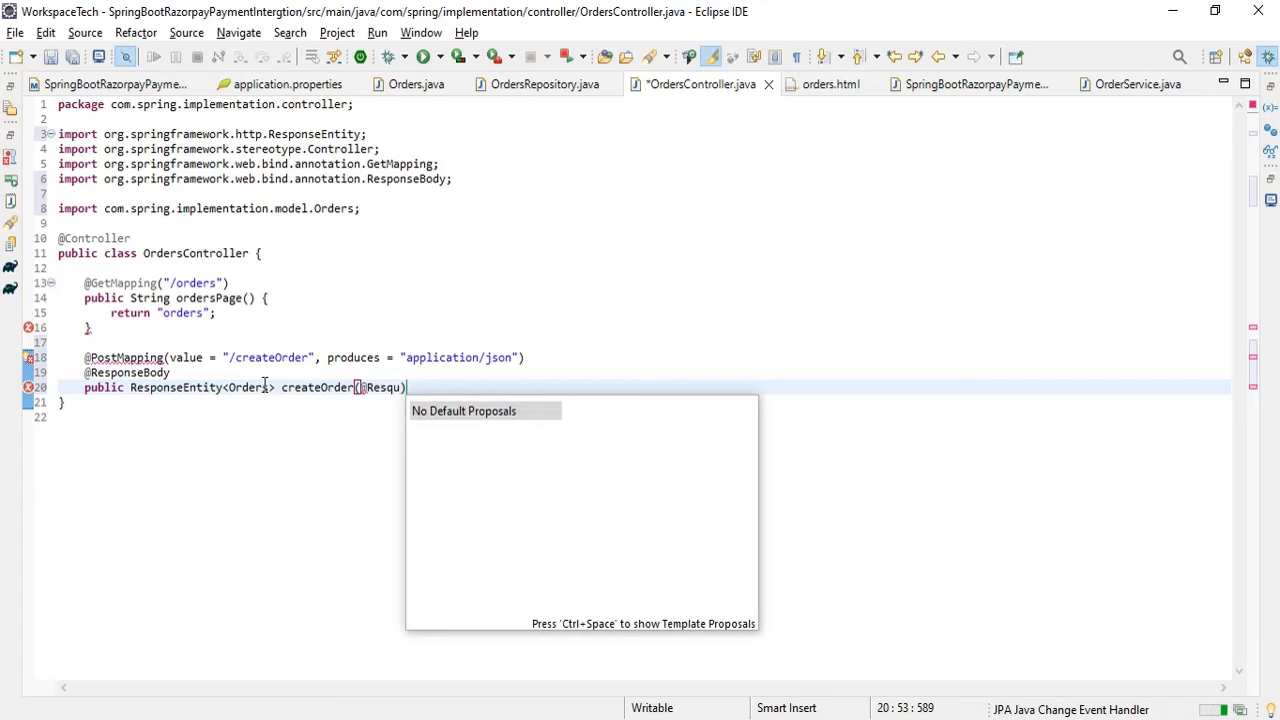 WorkspaceTech - SpringBootRazorpayPaymentIntergtion/src/main/java/com/spring/implementation/controller/OrdersController.java - Eclipse IDE
File Edit Source Refactor Source Navigate Search Project Run Window Help
SpringBootRazorpayPayme... application.properties Orders.java OrdersRepository.java *OrdersController.java orders.html SpringBootRazorpayPayme... OrderService.java
1 package com.spring.implementation.controller;
2
3 import org.springframework.http.ResponseEntity;
4 import org.springframework.stereotype.Controller;
5 import org.springframework.web.bind.annotation.GetMapping;
6 import org.springframework.web.bind.annotation.ResponseBody;
7
8 import com.spring.implementation.model.Orders;
9
10 @Controller
11 public class OrdersController {
12
13 @GetMapping("/orders")
14 public String ordersPage() {
15 return "orders";
16 }
17
18 @PostMapping(value = "/createOrder", produces = "application/json")
19 @ResponseBody
20 public ResponseEntity<Orders> createOrder(@Resqu)
21 }
22
No Default Proposals
Press 'Ctrl+Space' to show Template Proposals
Writable Smart Insert 20 : 53 : 589 JPA Java Change Event Handler